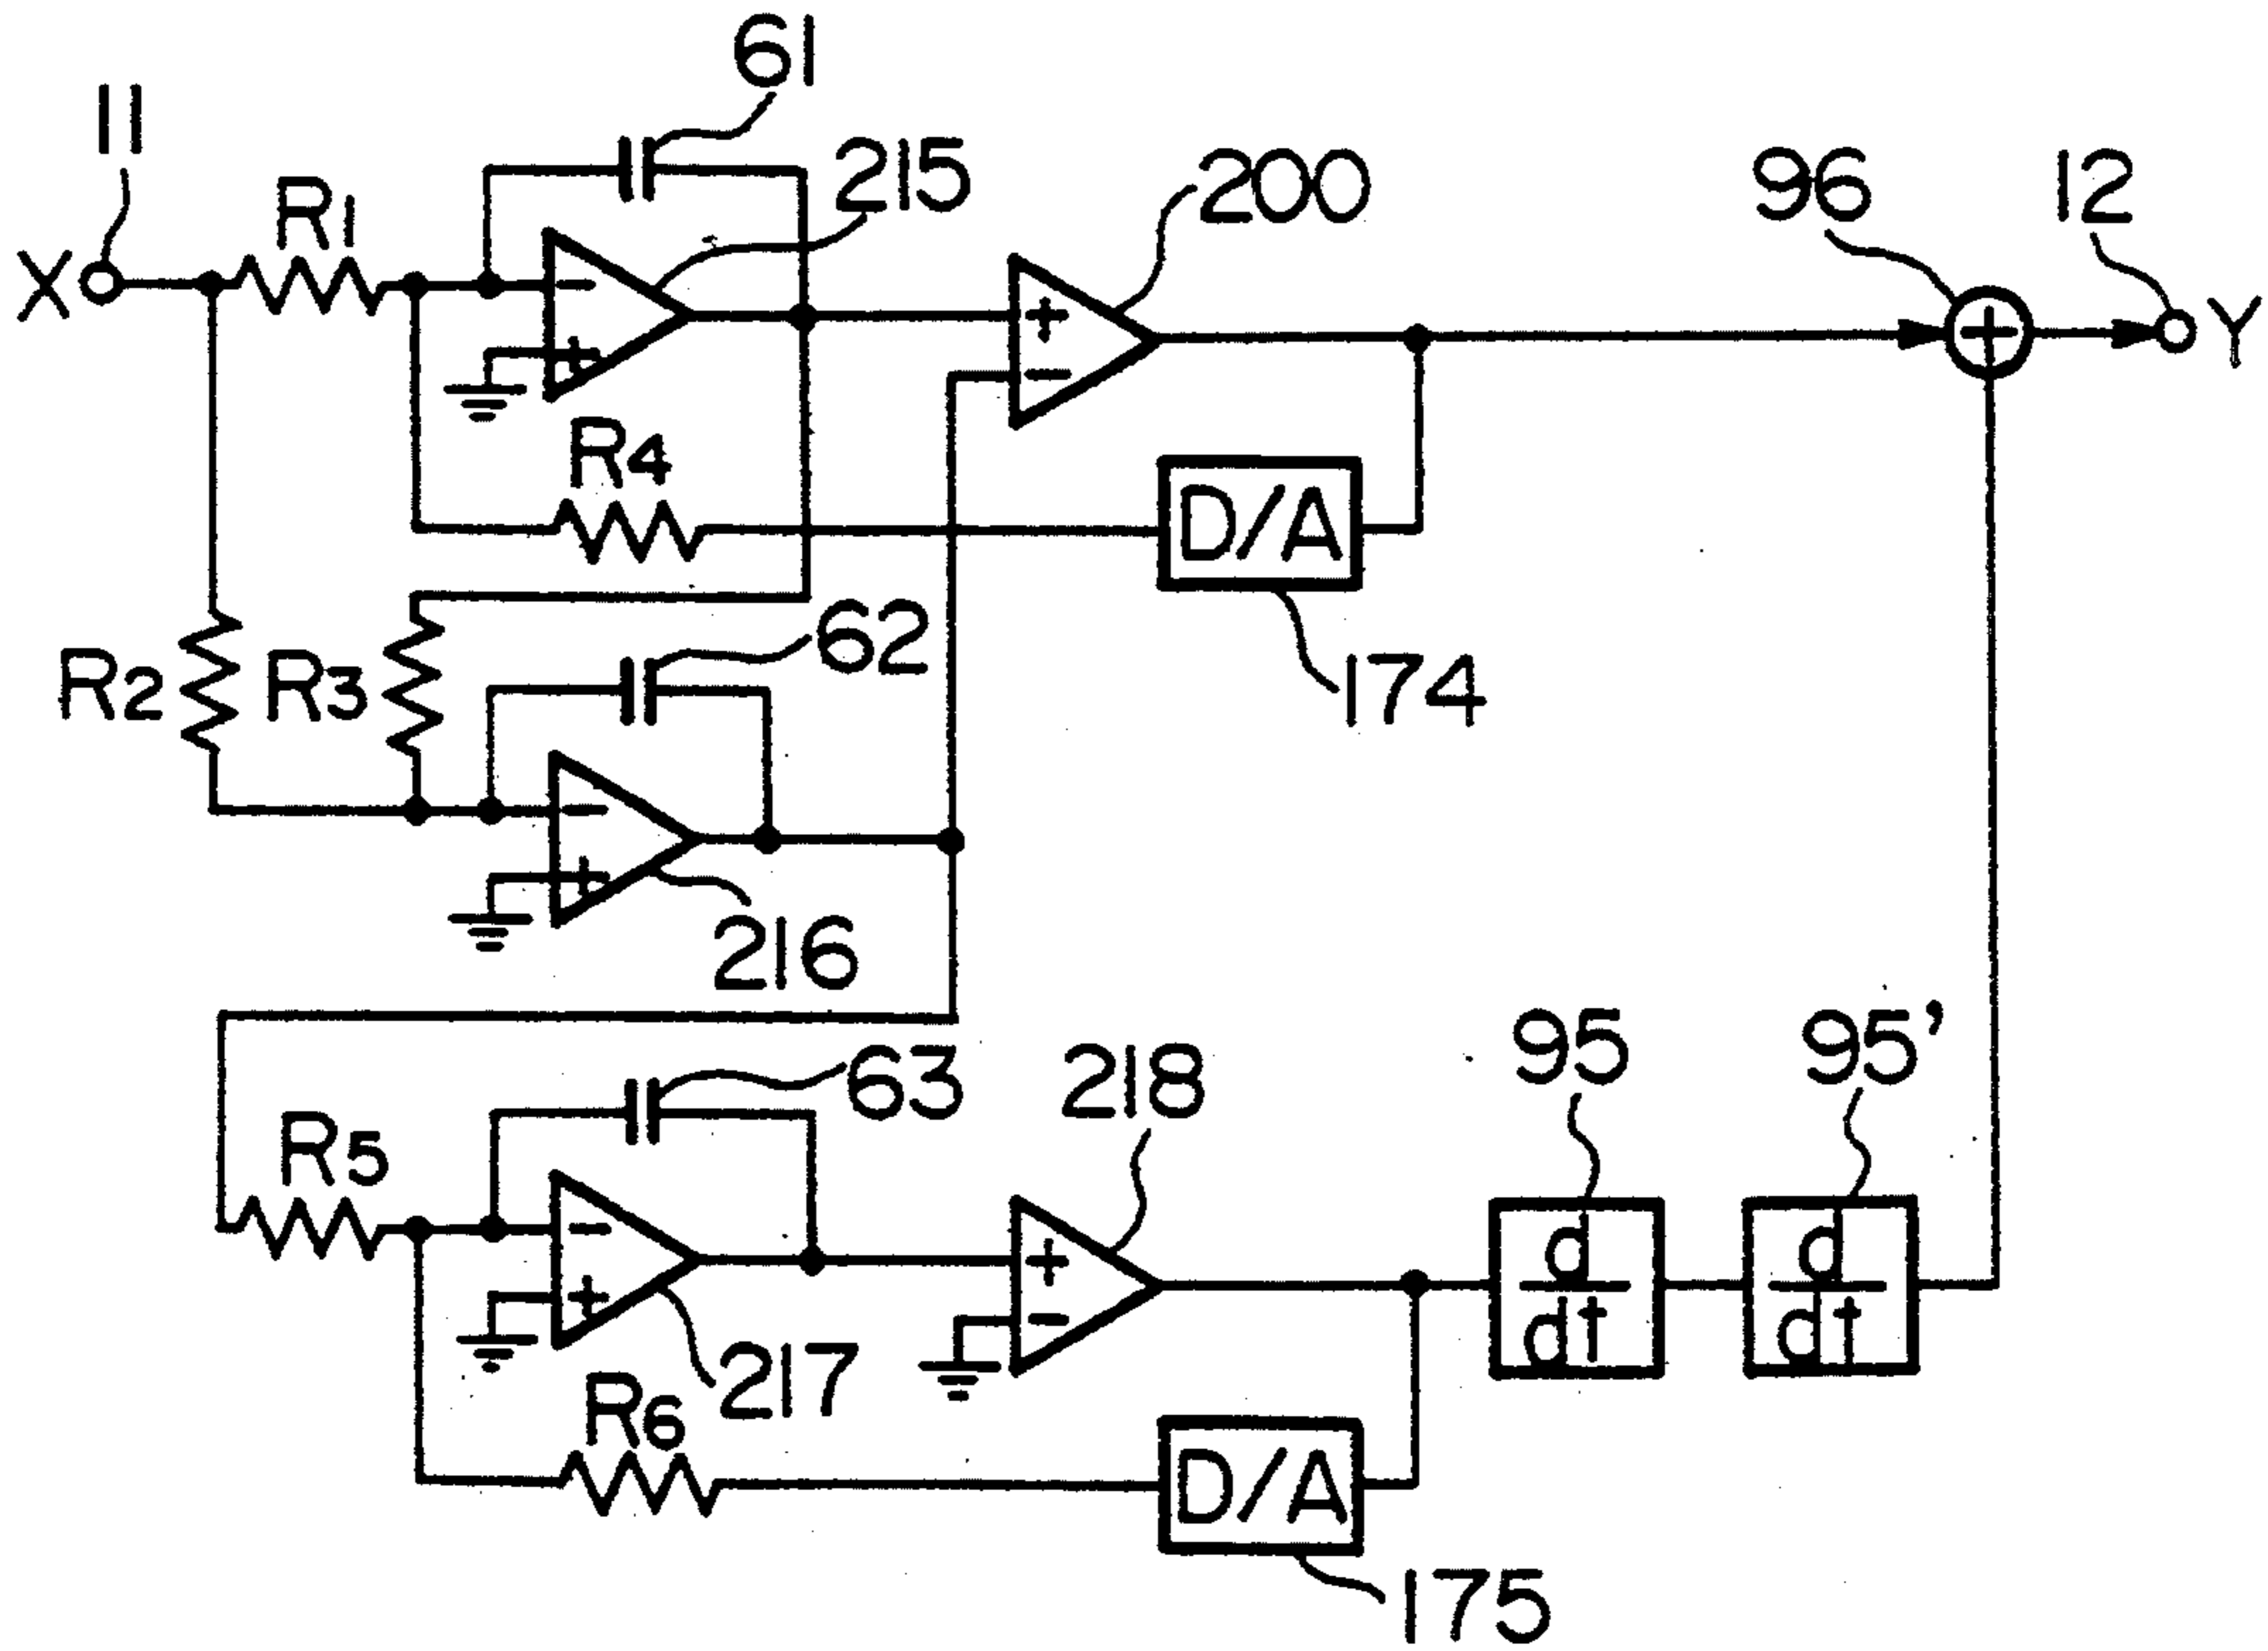 61
11
215
200
96
12
R1
X
−
+
+
−
+
Y
R4
D/A
62
R2
R3
174
−
+
216
63
218
95
95'
R5
−
+
+
−
d/dt
d/dt
217
R6
D/A
175